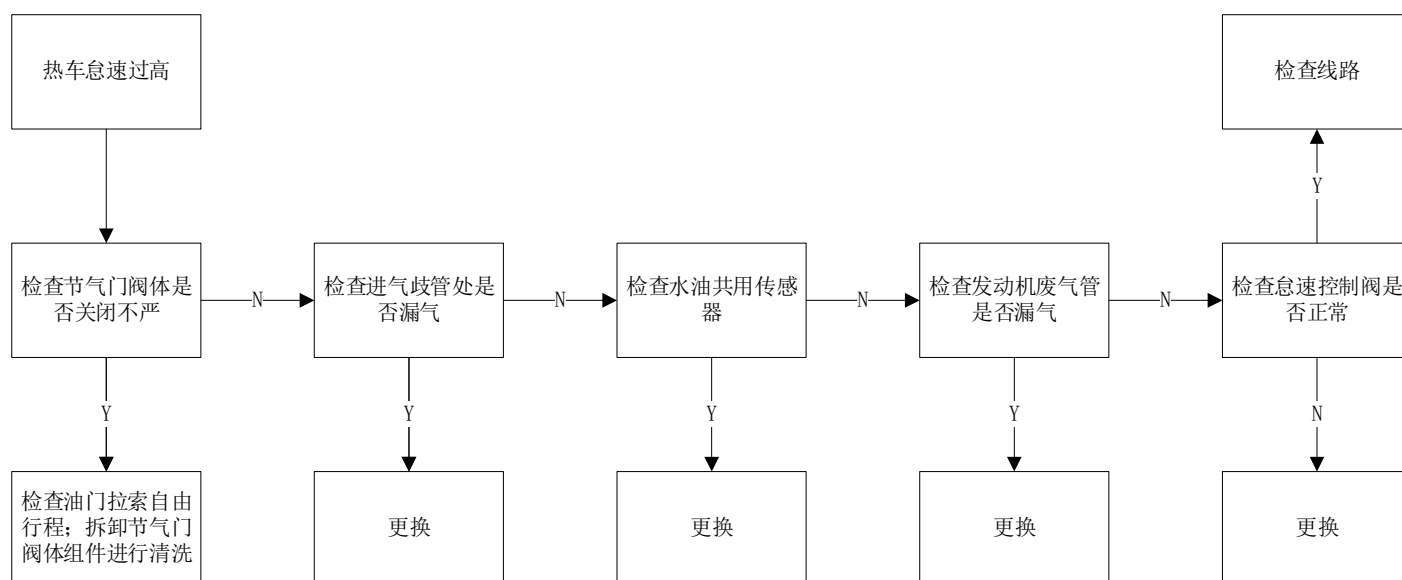 热车怠速过高
检查线路
Y
检查节气门阀体是
否关闭不严
N
检查进气歧管处是
否漏气
N
检查水油共用传感
器
N
检查发动机废气管
是否漏气
N
检查怠速控制阀是
否正常
Y
Y
Y
Y
N
检查油门拉索自由
行程；拆卸节气门
阀体组件进行清洗
更换
更换
更换
更换